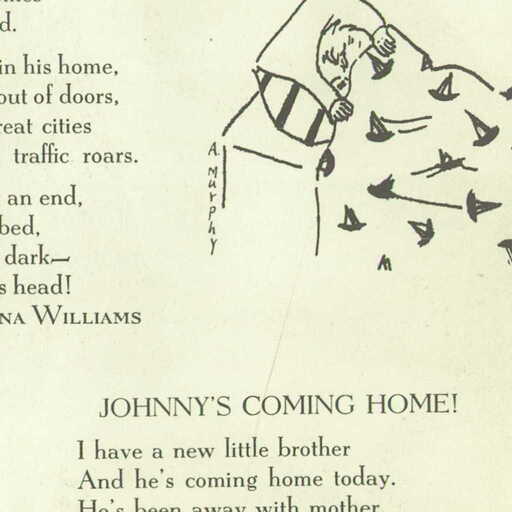 d.
in his home,
out of doors,
reat cities
traffic roars.
an end,
bed,
dark—
s head!
NA WILLIAMS
A. Murphy
JOHNNY'S COMING HOME!
I have a new little brother
And he's coming home today.
He's been away with mother